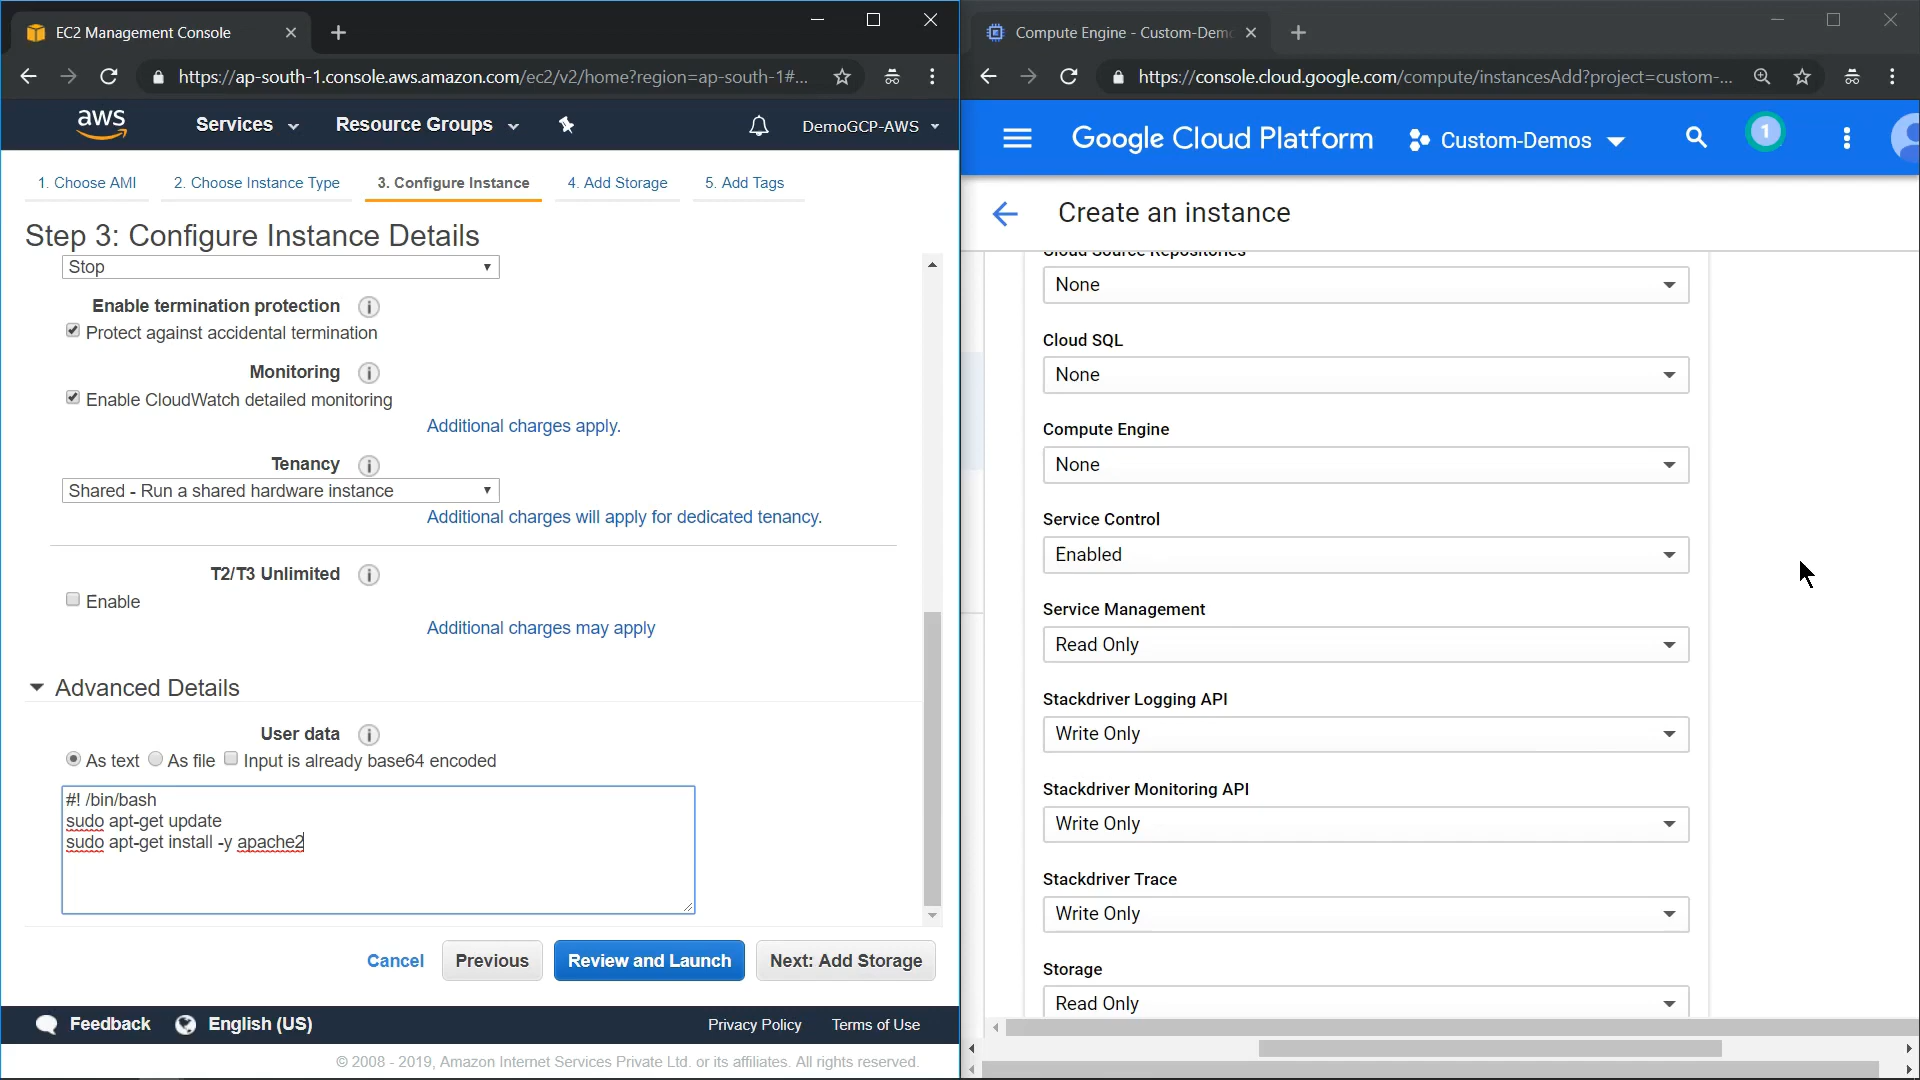 EC2 Management Console
https://ap-south-1.console.aws.amazon.com/ec2/v2/home?region=ap-south-1#...
aws
Services
Resource Groups
DemoGCP-AWS
1. Choose AMI
2. Choose Instance Type
3. Configure Instance
4. Add Storage
5. Add Tags
Step 3: Configure Instance Details
Stop
Enable termination protection
Protect against accidental termination
Monitoring
Enable CloudWatch detailed monitoring
Additional charges apply.
Tenancy
Shared - Run a shared hardware instance
Additional charges will apply for dedicated tenancy.
T2/T3 Unlimited
Enable
Additional charges may apply
Advanced Details
User data
As text As file Input is already base64 encoded
#! /bin/bash
sudo apt-get update
sudo apt-get install -y apache2
Cancel
Previous
Review and Launch
Next: Add Storage
Feedback
English (US)
Privacy Policy
Terms of Use
© 2008 - 2019, Amazon Internet Services Private Ltd. or its affiliates. All rights reserved.
Compute Engine - Custom-Dem
https://console.cloud.google.com/compute/instancesAdd?project=custom-...
Google Cloud Platform
Custom-Demos
1
Create an instance
Cloud Source Repositories
None
Cloud SQL
None
Compute Engine
None
Service Control
Enabled
Service Management
Read Only
Stackdriver Logging API
Write Only
Stackdriver Monitoring API
Write Only
Stackdriver Trace
Write Only
Storage
Read Only